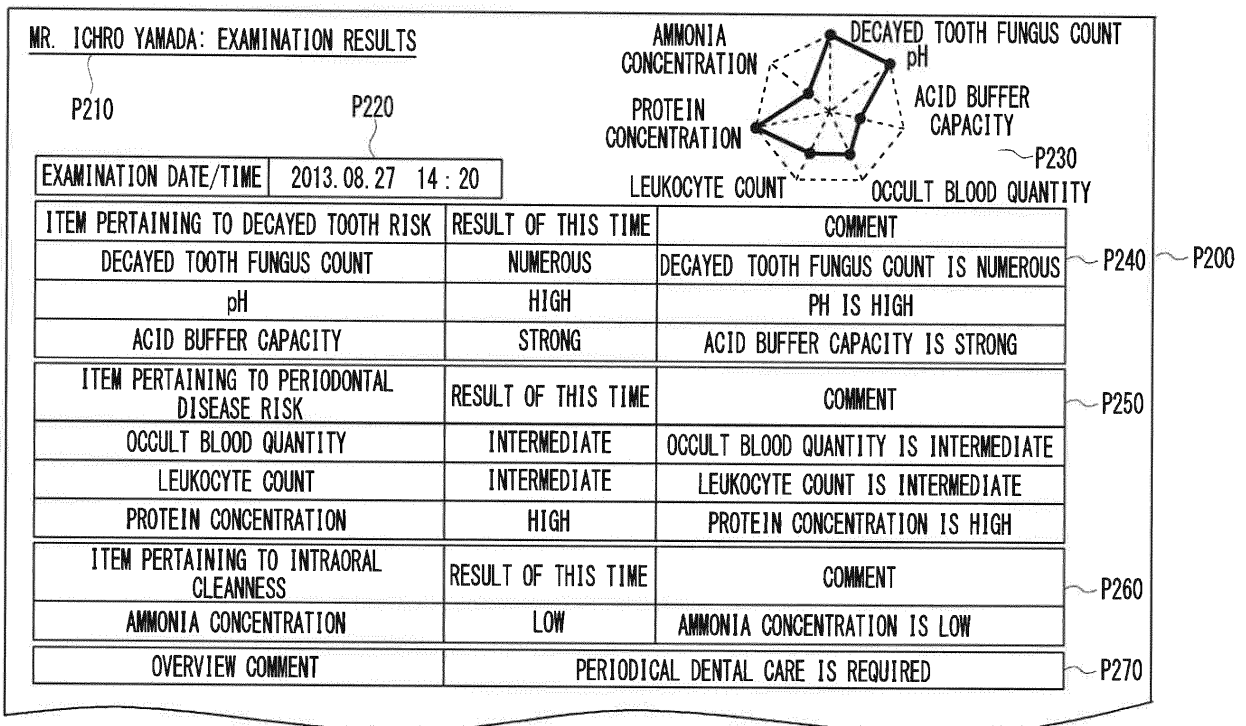 MR. ICHRO YAMADA: EXAMINATION RESULTS
P210
P220
AMMONIA
CONCENTRATION
DECAYED TOOTH FUNGUS COUNT
pH
ACID BUFFER
CAPACITY
PROTEIN
CONCENTRATION
P230
LEUKOCYTE COUNT
OCCULT BLOOD QUANTITY
EXAMINATION DATE/TIME 2013.08.27 14 : 20
ITEM PERTAINING TO DECAYED TOOTH RISK RESULT OF THIS TIME COMMENT
DECAYED TOOTH FUNGUS COUNT NUMEROUS DECAYED TOOTH FUNGUS COUNT IS NUMEROUS P240 P200
pH HIGH PH IS HIGH
ACID BUFFER CAPACITY STRONG ACID BUFFER CAPACITY IS STRONG
ITEM PERTAINING TO PERIODONTAL
DISEASE RISK
RESULT OF THIS TIME COMMENT P250
OCCULT BLOOD QUANTITY INTERMEDIATE OCCULT BLOOD QUANTITY IS INTERMEDIATE
LEUKOCYTE COUNT INTERMEDIATE LEUKOCYTE COUNT IS INTERMEDIATE
PROTEIN CONCENTRATION HIGH PROTEIN CONCENTRATION IS HIGH
ITEM PERTAINING TO INTRAORAL
CLEANNESS
RESULT OF THIS TIME COMMENT P260
AMMONIA CONCENTRATION LOW AMMONIA CONCENTRATION IS LOW
OVERVIEW COMMENT PERIODICAL DENTAL CARE IS REQUIRED P270